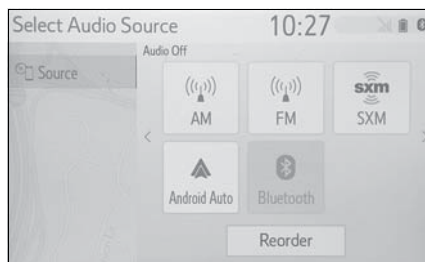 Select Audio Source 10:27
Audio Off
Source
AM
FM
sxm
SXM
Android Auto
Bluetooth
Reorder